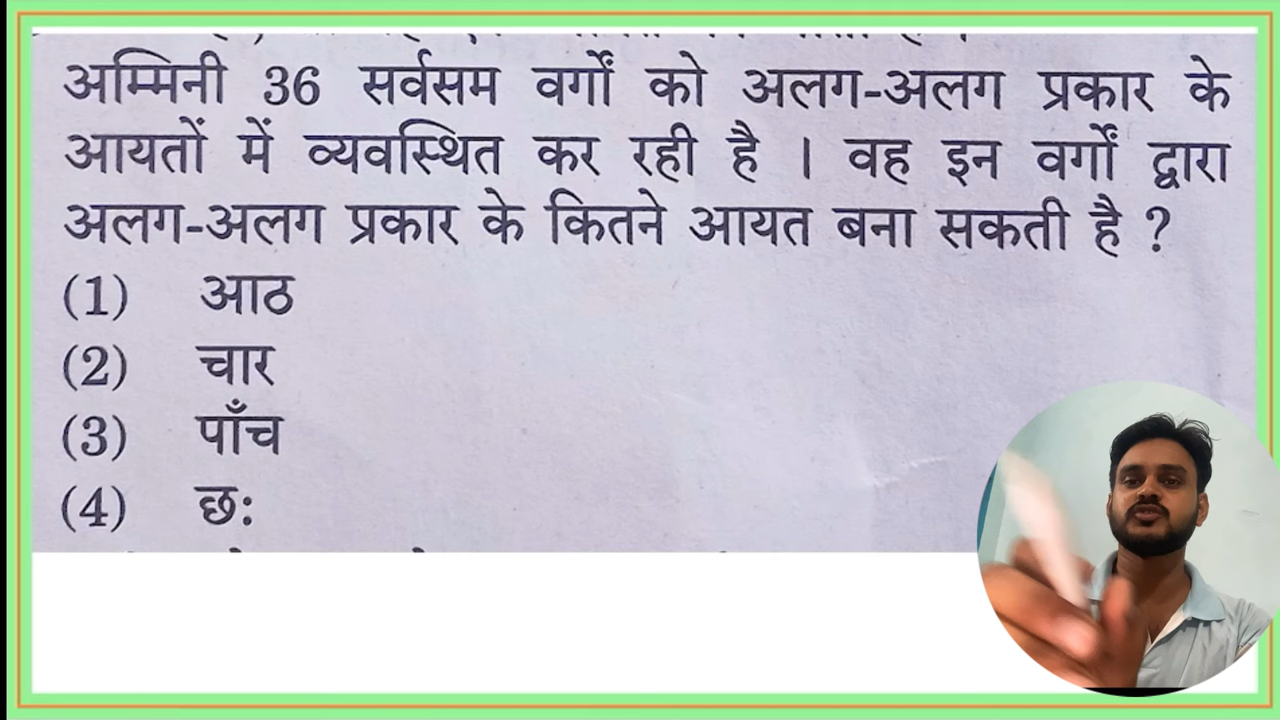 अम्मिनी 36 सर्वसम वर्गों को अलग-अलग प्रकार के
आयतों में व्यवस्थित कर रही है । वह इन वर्गों द्वारा
अलग-अलग प्रकार के कितने आयत बना सकती है ?
(1) आठ
(2) चार
(3) पाँच
(4) छः